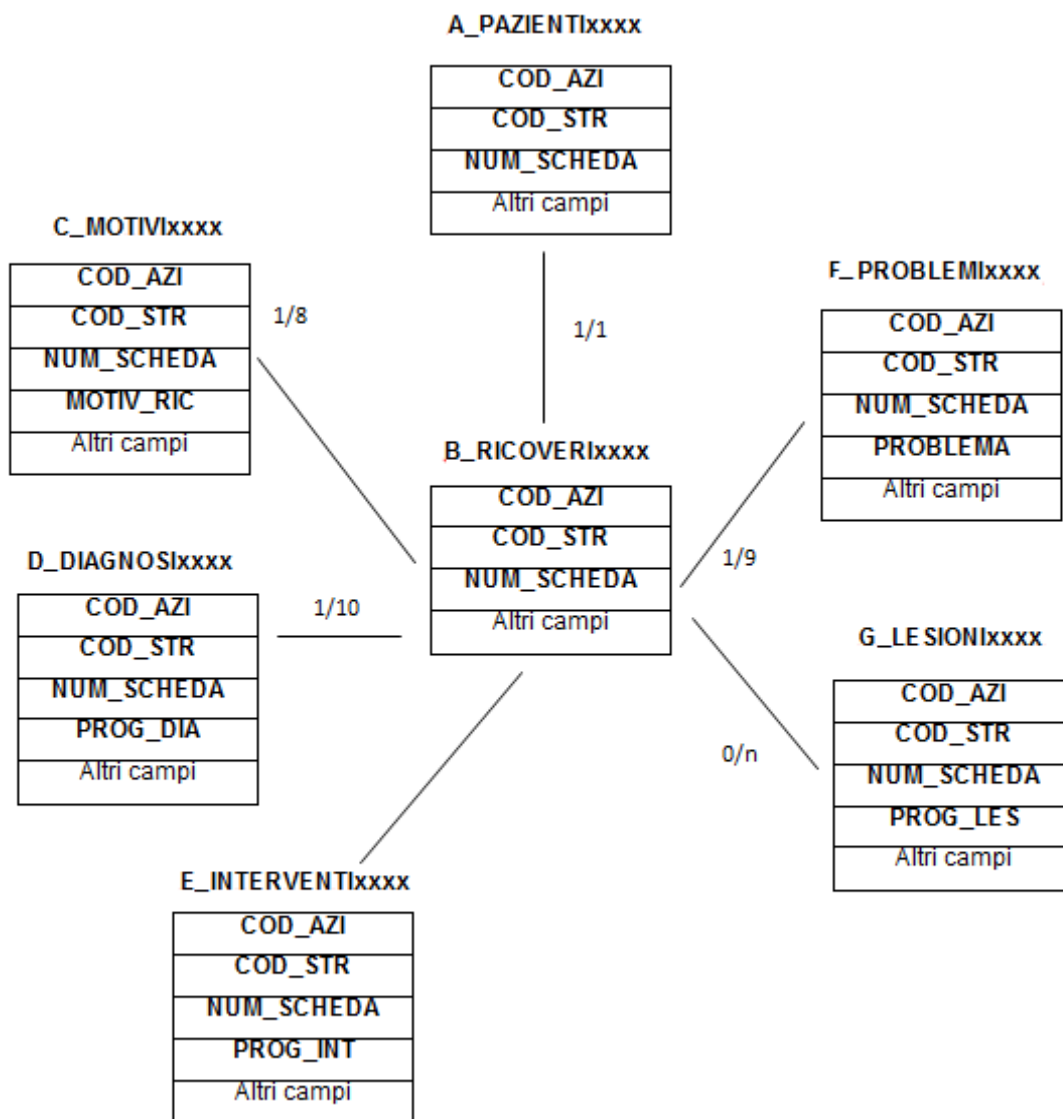 A_PAZIENTIxxxx
COD_AZI
COD_STR
NUM_SCHEDA
Altri campi
C_MOTIVIxxxx
COD_AZI
COD_STR
NUM_SCHEDA
MOTIV_RIC
Altri campi
1/8
1/1
F_PROBLEMIxxxx
COD_AZI
COD_STR
NUM_SCHEDA
PROBLEMA
Altri campi
B_RICOVERIxxxx
COD_AZI
COD_STR
NUM_SCHEDA
Altri campi
1/9
D_DIAGNOSIxxxx
COD_AZI
COD_STR
NUM_SCHEDA
PROG_DIA
Altri campi
1/10
G_LESIONIxxxx
COD_AZI
COD_STR
NUM_SCHEDA
PROG_LES
Altri campi
0/n
E_INTERVENTIxxxx
COD_AZI
COD_STR
NUM_SCHEDA
PROG_INT
Altri campi